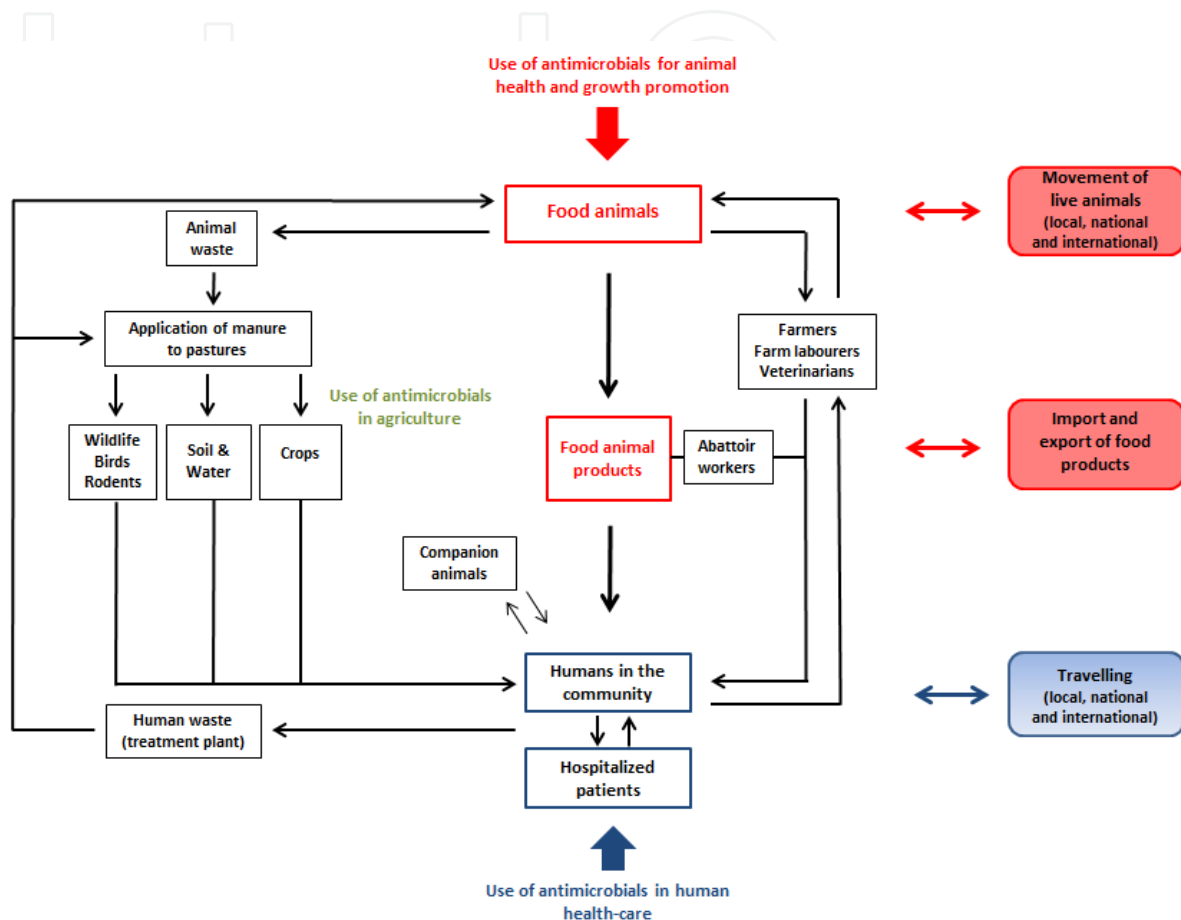 Use of antimicrobials for animal
health and growth promotion
Food animals
Movement of
live animals
(local, national
and international)
Animal
waste
Application of manure
to pastures
Farmers
Farm labourers
Veterinarians
Use of antimicrobials
in agriculture
Wildlife
Birds
Rodents
Soil &
Water
Crops
Food animal
products
Abattoir
workers
Import and
export of food
products
Companion
animals
Humans in the
community
Travelling
(local, national
and international)
Human waste
(treatment plant)
Hospitalized
patients
Use of antimicrobials in human
health-care